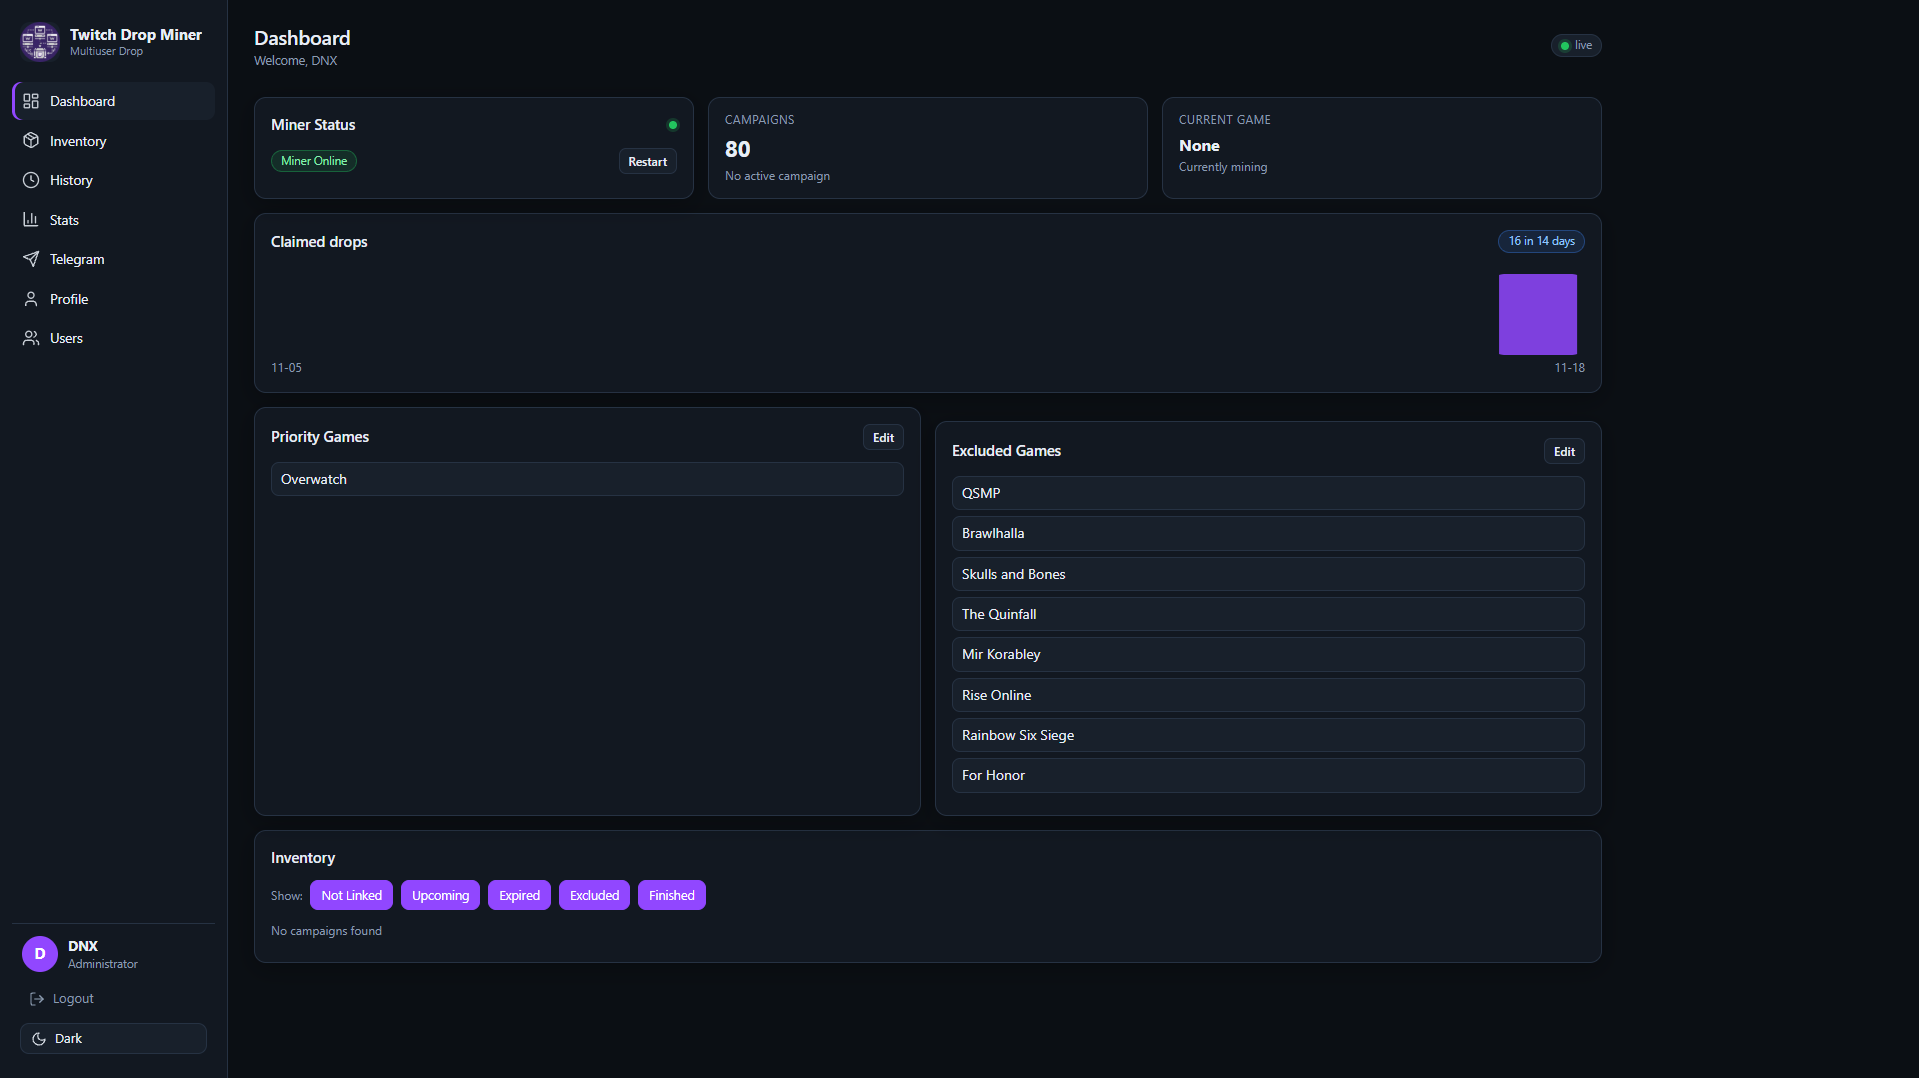 Twitch Drop Miner
Multiuser Drop
Dashboard
Inventory
History
Stats
Telegram
Profile
Users
D
DNX
Administrator
Logout
Dark
Dashboard
Welcome, DNX
live
Miner Status
Miner Online
Restart
CAMPAIGNS
80
No active campaign
CURRENT GAME
None
Currently mining
Claimed drops
16 in 14 days
11-05
11-18
Priority Games
Edit
Overwatch
Excluded Games
Edit
QSMP
Brawlhalla
Skulls and Bones
The Quinfall
Mir Korabley
Rise Online
Rainbow Six Siege
For Honor
Inventory
Show:
Not Linked
Upcoming
Expired
Excluded
Finished
No campaigns found